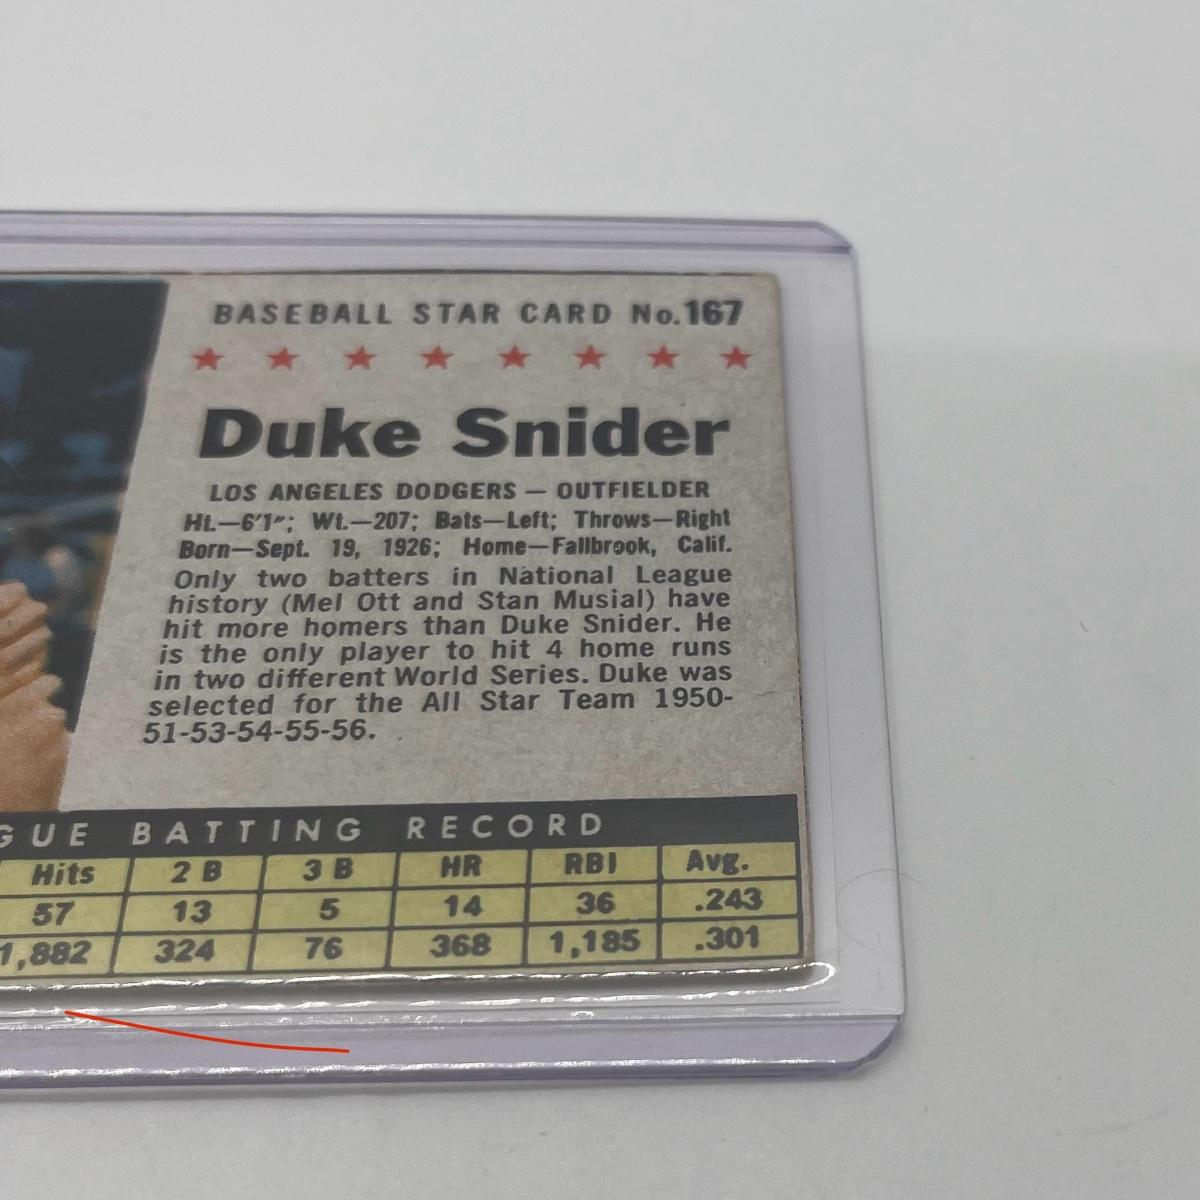 BASEBALL STAR CARD No.167
Duke Snider
LOS ANGELES DODGERS — OUTFIELDER
Ht.—6'1"; Wt.—207; Bats—Left; Throws—Right
Born—Sept. 19, 1926; Home—Fallbrook, Calif.
Only two batters in National League
history (Mel Ott and Stan Musial) have
hit more homers than Duke Snider. He
is the only player to hit 4 home runs
in two different World Series. Duke was
selected for the All Star Team 1950-
51-53-54-55-56.
GUE BATTING RECORD
Hits 2 B 3 B HR RBI Avg.
57 13 5 14 36 .243
1,882 324 76 368 1,185 .301